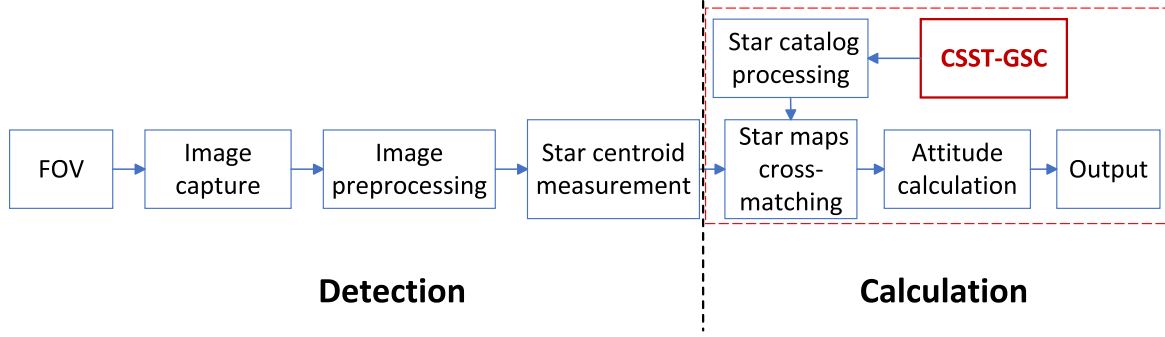 Star catalog
processing
CSST-GSC
FOV
Image
capture
Image
preprocessing
Star centroid
measurement
Star maps
cross-
matching
Attitude
calculation
Output
Detection
Calculation